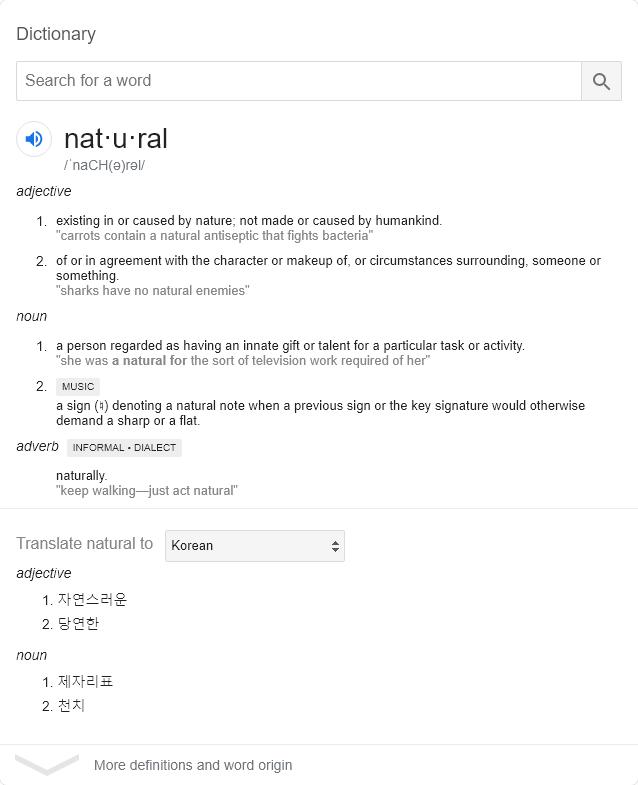 Dictionary
Search for a word
nat·u·ral
/ˈnaCH(ə)rəl/
adjective
1. existing in or caused by nature; not made or caused by humankind.
"carrots contain a natural antiseptic that fights bacteria"
2. of or in agreement with the character or makeup of, or circumstances surrounding, someone or
something.
"sharks have no natural enemies"
noun
1. a person regarded as having an innate gift or talent for a particular task or activity.
"she was a natural for the sort of television work required of her"
2. MUSIC
a sign (♮) denoting a natural note when a previous sign or the key signature would otherwise
demand a sharp or a flat.
adverb INFORMAL • DIALECT
naturally.
"keep walking—just act natural"
Translate natural to Korean
adjective
1. 자연스러운
2. 당연한
noun
1. 제자리표
2. 천치
More definitions and word origin